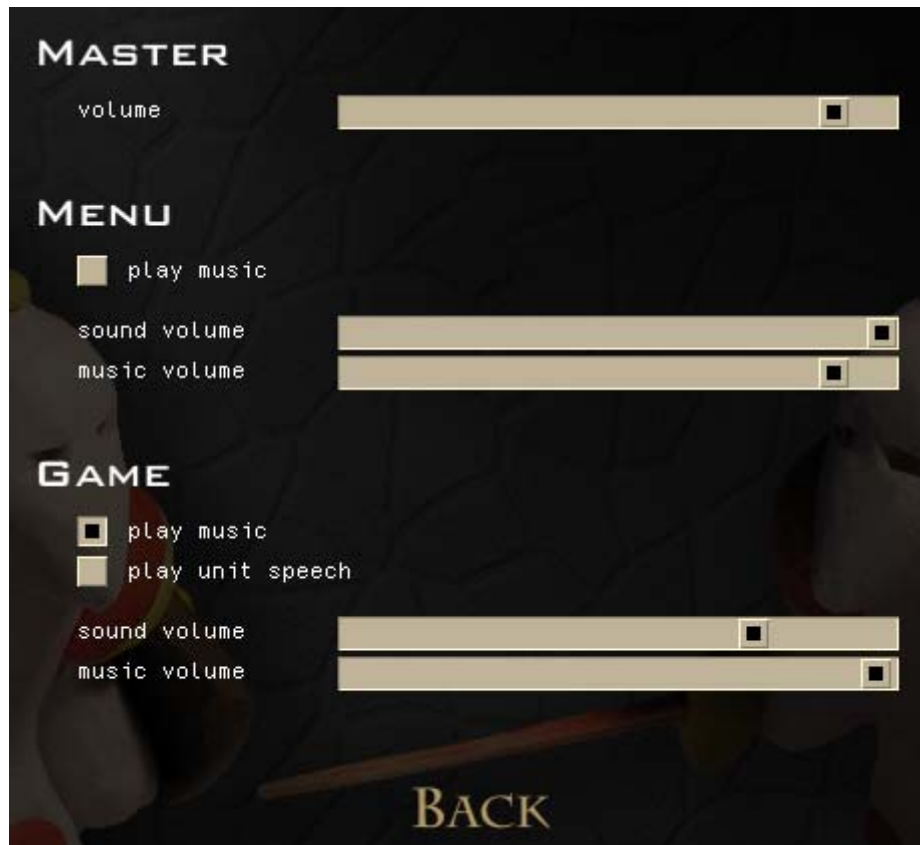 MASTER
volume
MENU
play music
sound volume
music volume
GAME
play music
play unit speech
sound volume
music volume
BACK